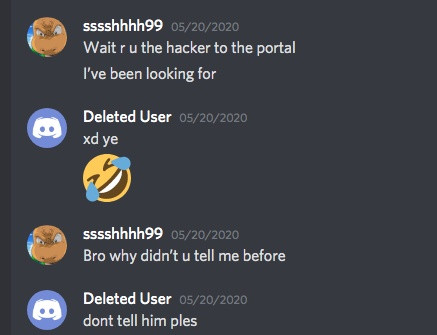 sssshhhh99 05/20/2020
Wait r u the hacker to the portal
I've been looking for
Deleted User 05/20/2020
xd ye
sssshhhh99 05/20/2020
Bro why didn't u tell me before
Deleted User 05/20/2020
dont tell him ples